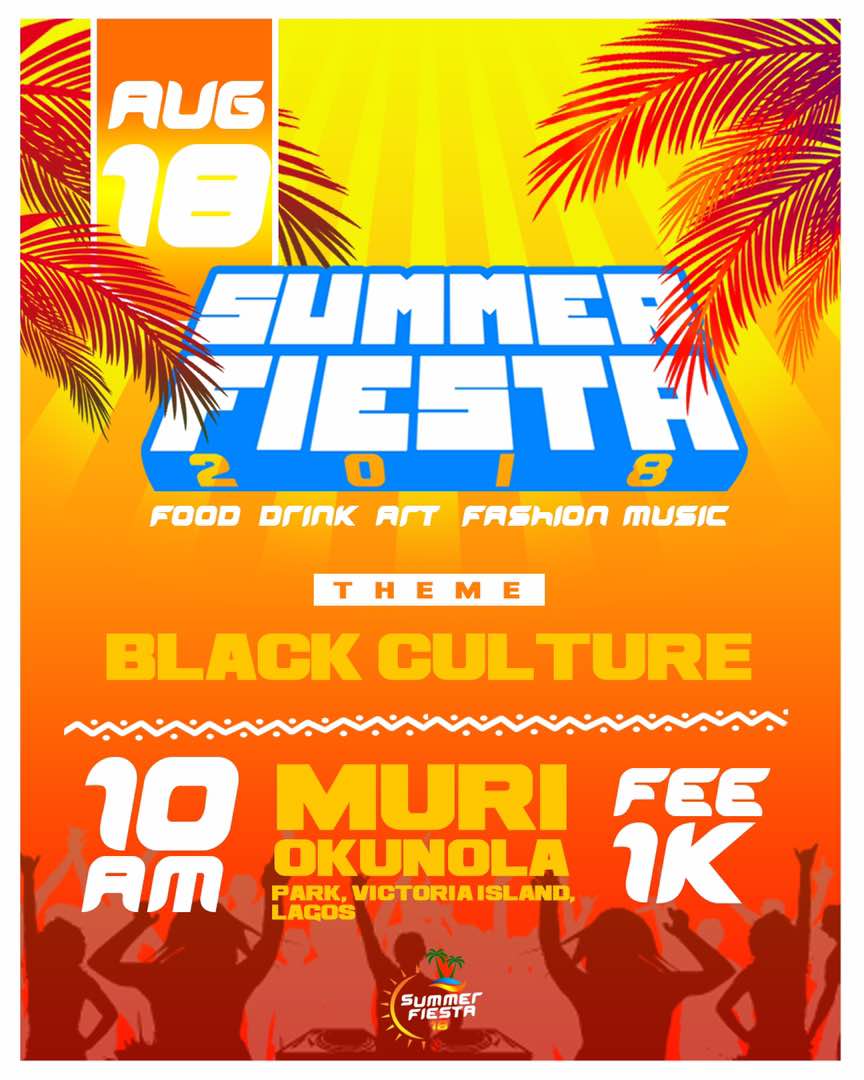 AUG
18
SUMMER
FIESTA
2018
FOOD DRINK ART FASHION MUSIC
THEME
BLACK CULTURE
10
AM
MURI
OKUNOLA
PARK, VICTORIA ISLAND,
LAGOS
FEE
1K
SUMMER
FIESTA
18